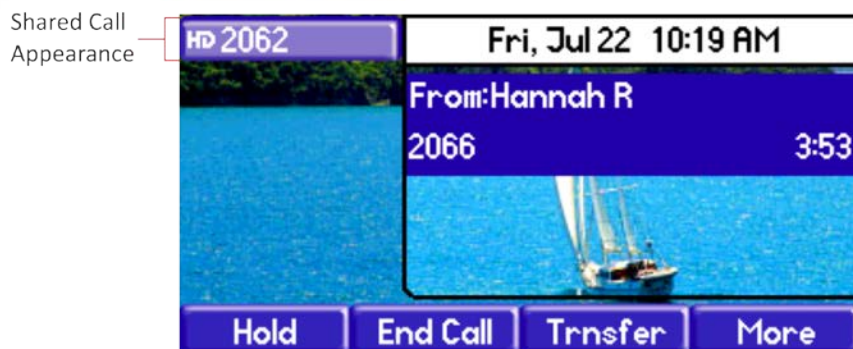 Shared Call
Appearance
HD 2062
Fri, Jul 22 10:19 AM
From:Hannah R
2066 3:53
Hold End Call Trnsfer More